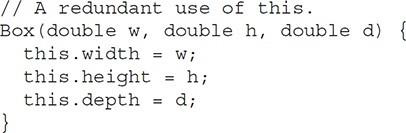 // A redundant use of this.
Box(double w, double h, double d) {
  this.width = w;
  this.height = h;
  this.depth = d;
}